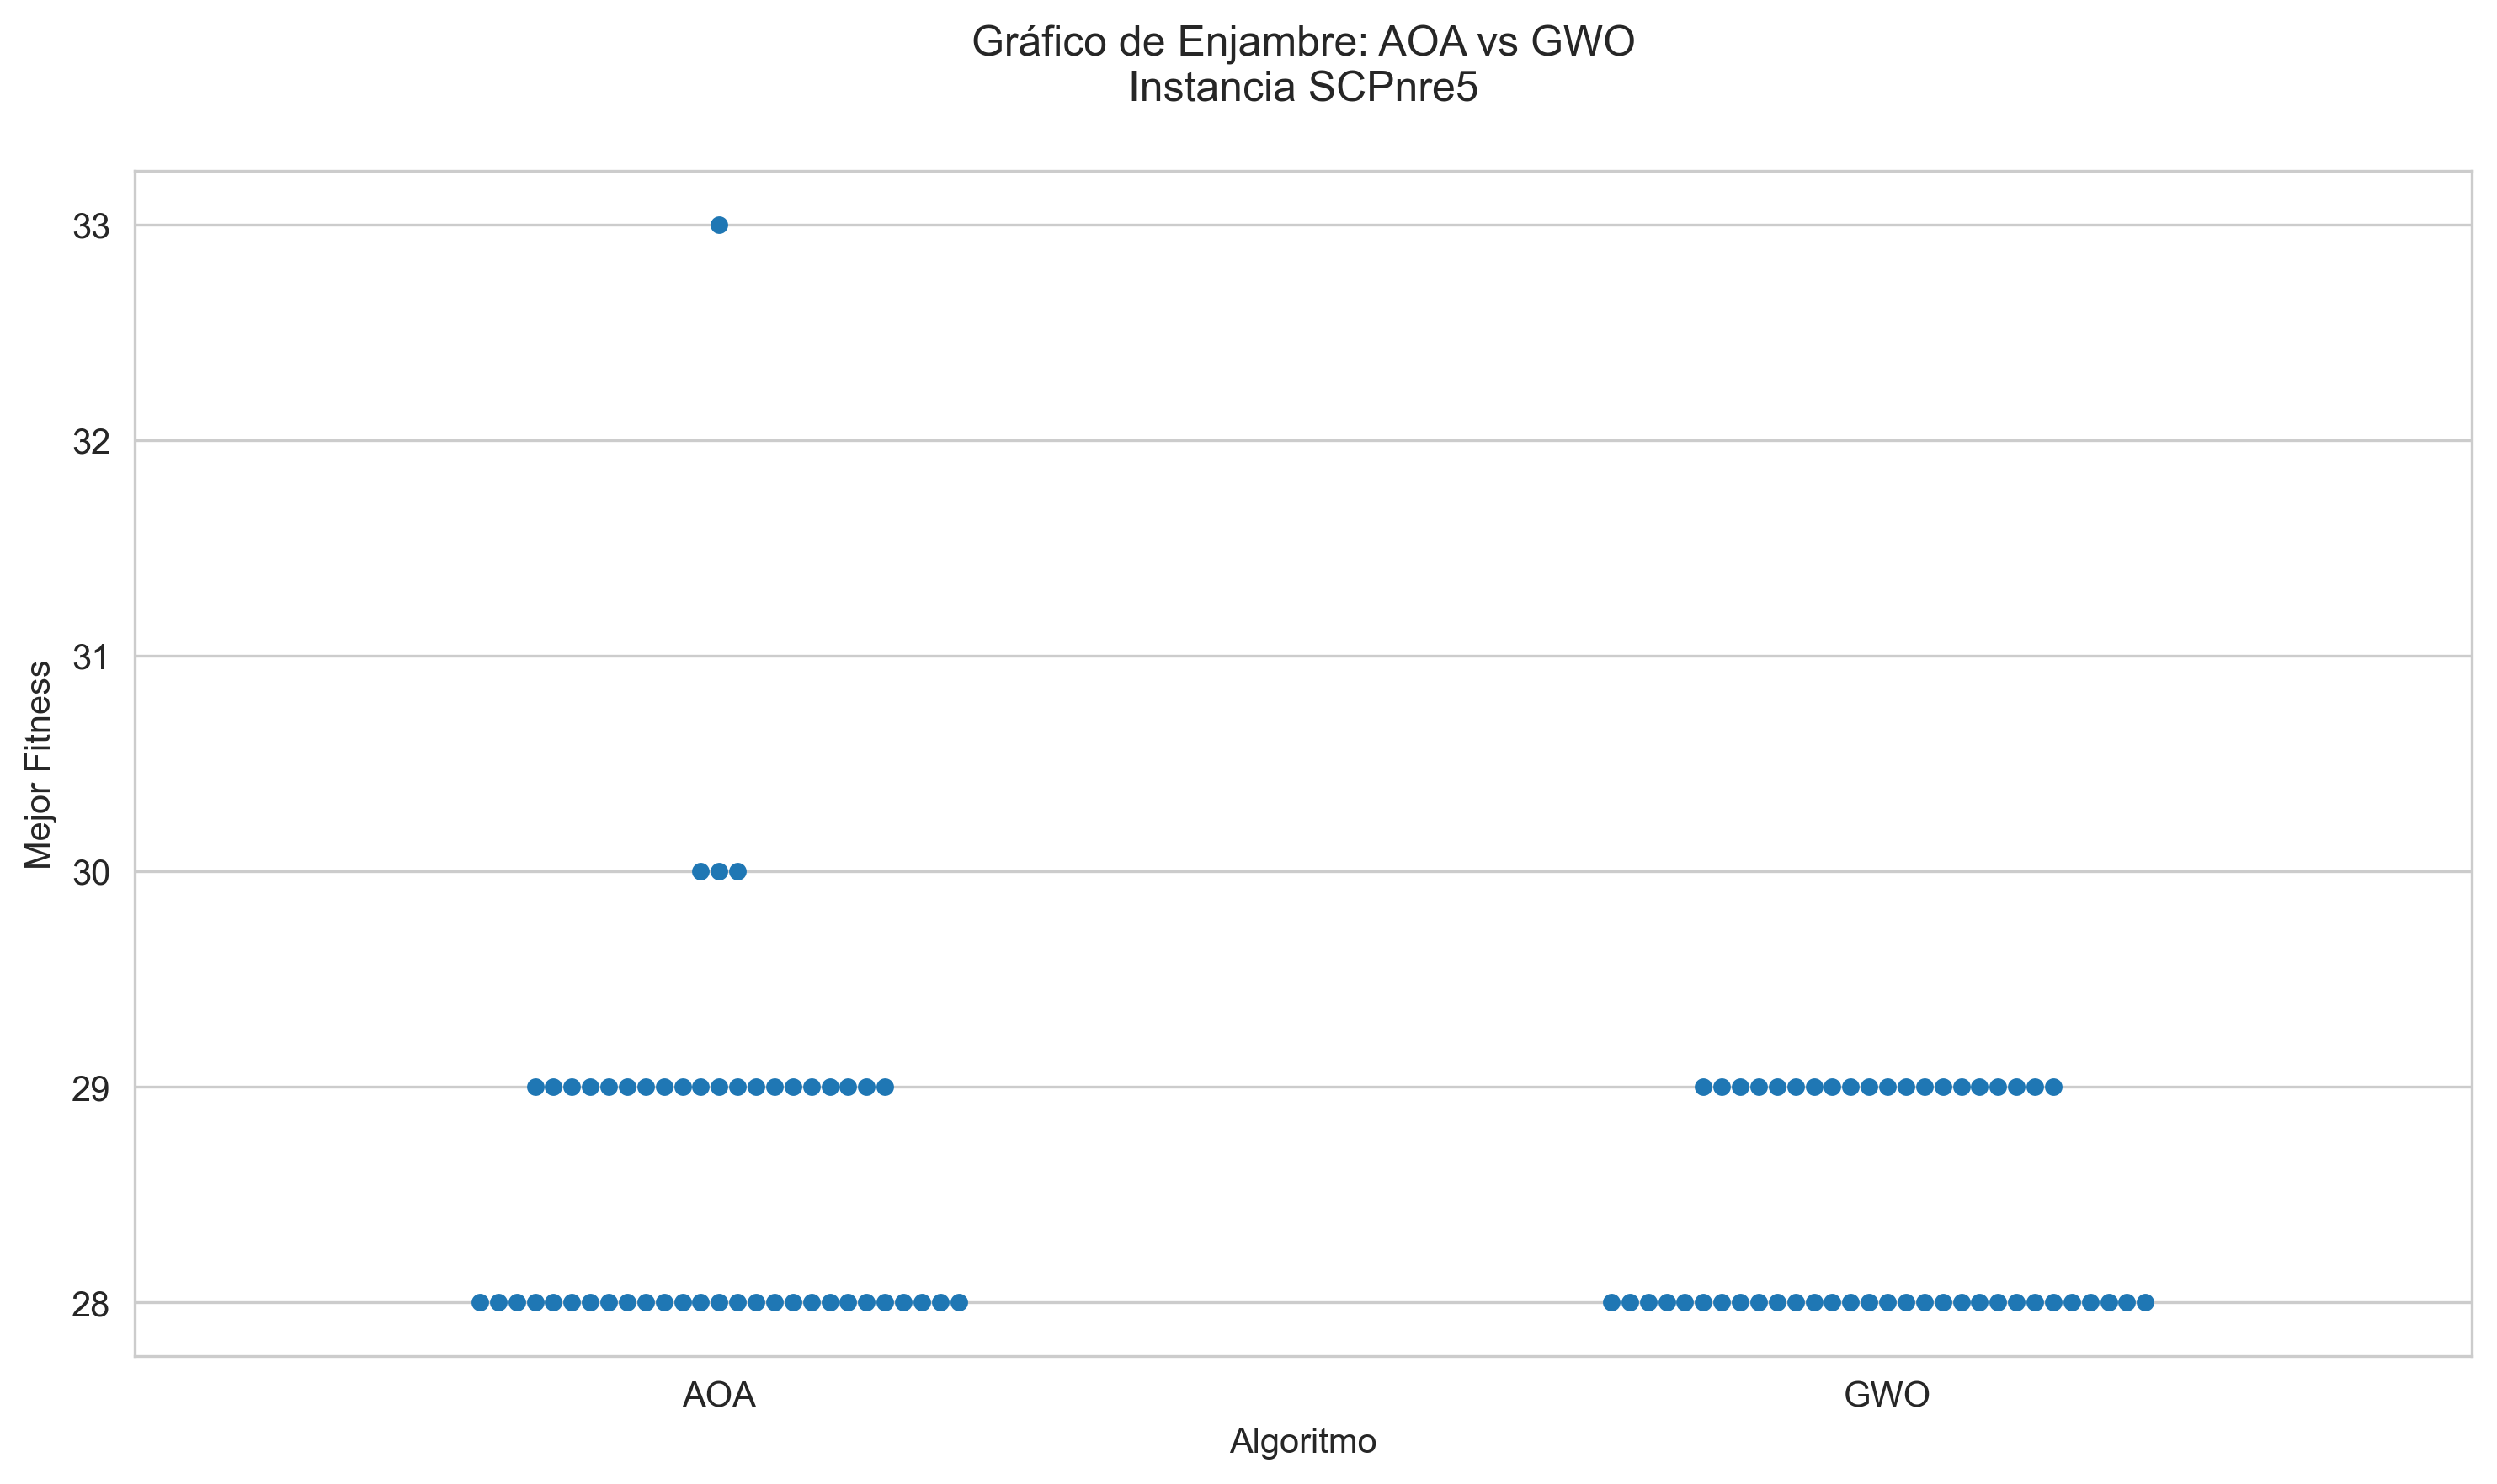 Gráfico de Enjambre: AOA vs GWO
Instancia SCPnre5
Mejor Fitness
33
32
31
30
29
28
AOA
GWO
Algoritmo